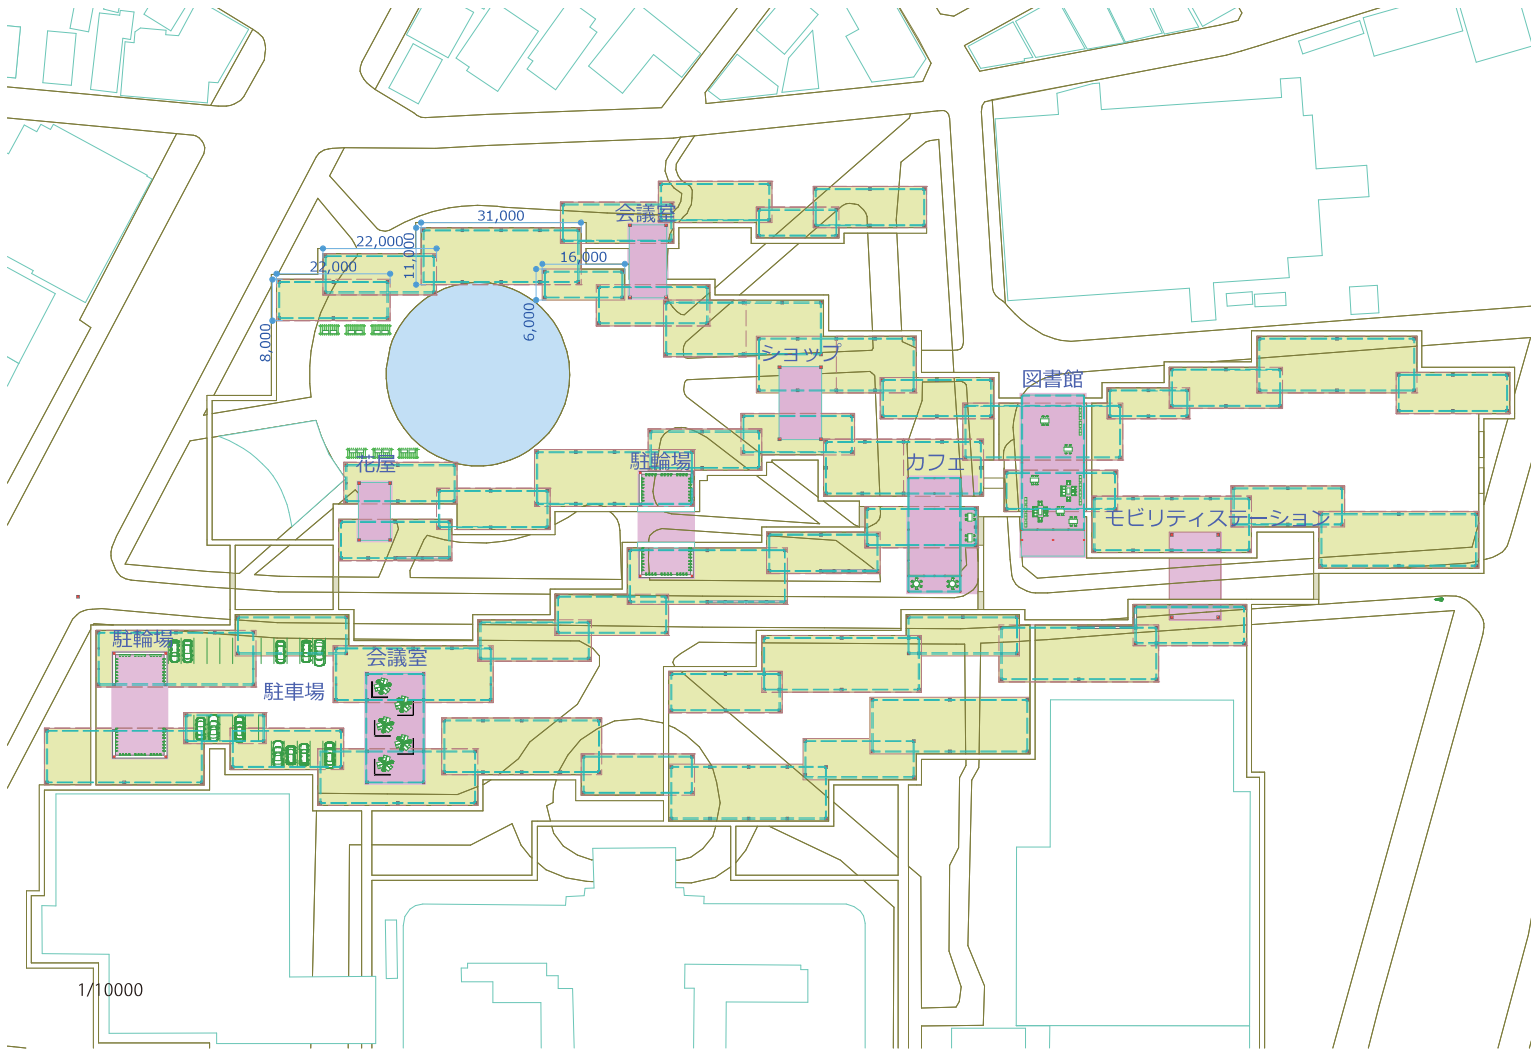 会議室
31,000
22,000
11,000
16,000
22,000
6,000
8,000
ショップ
図書館
花屋
駐輪場
カフェ
モビリティステーション
駐輪場
会議室
駐車場
1/10000